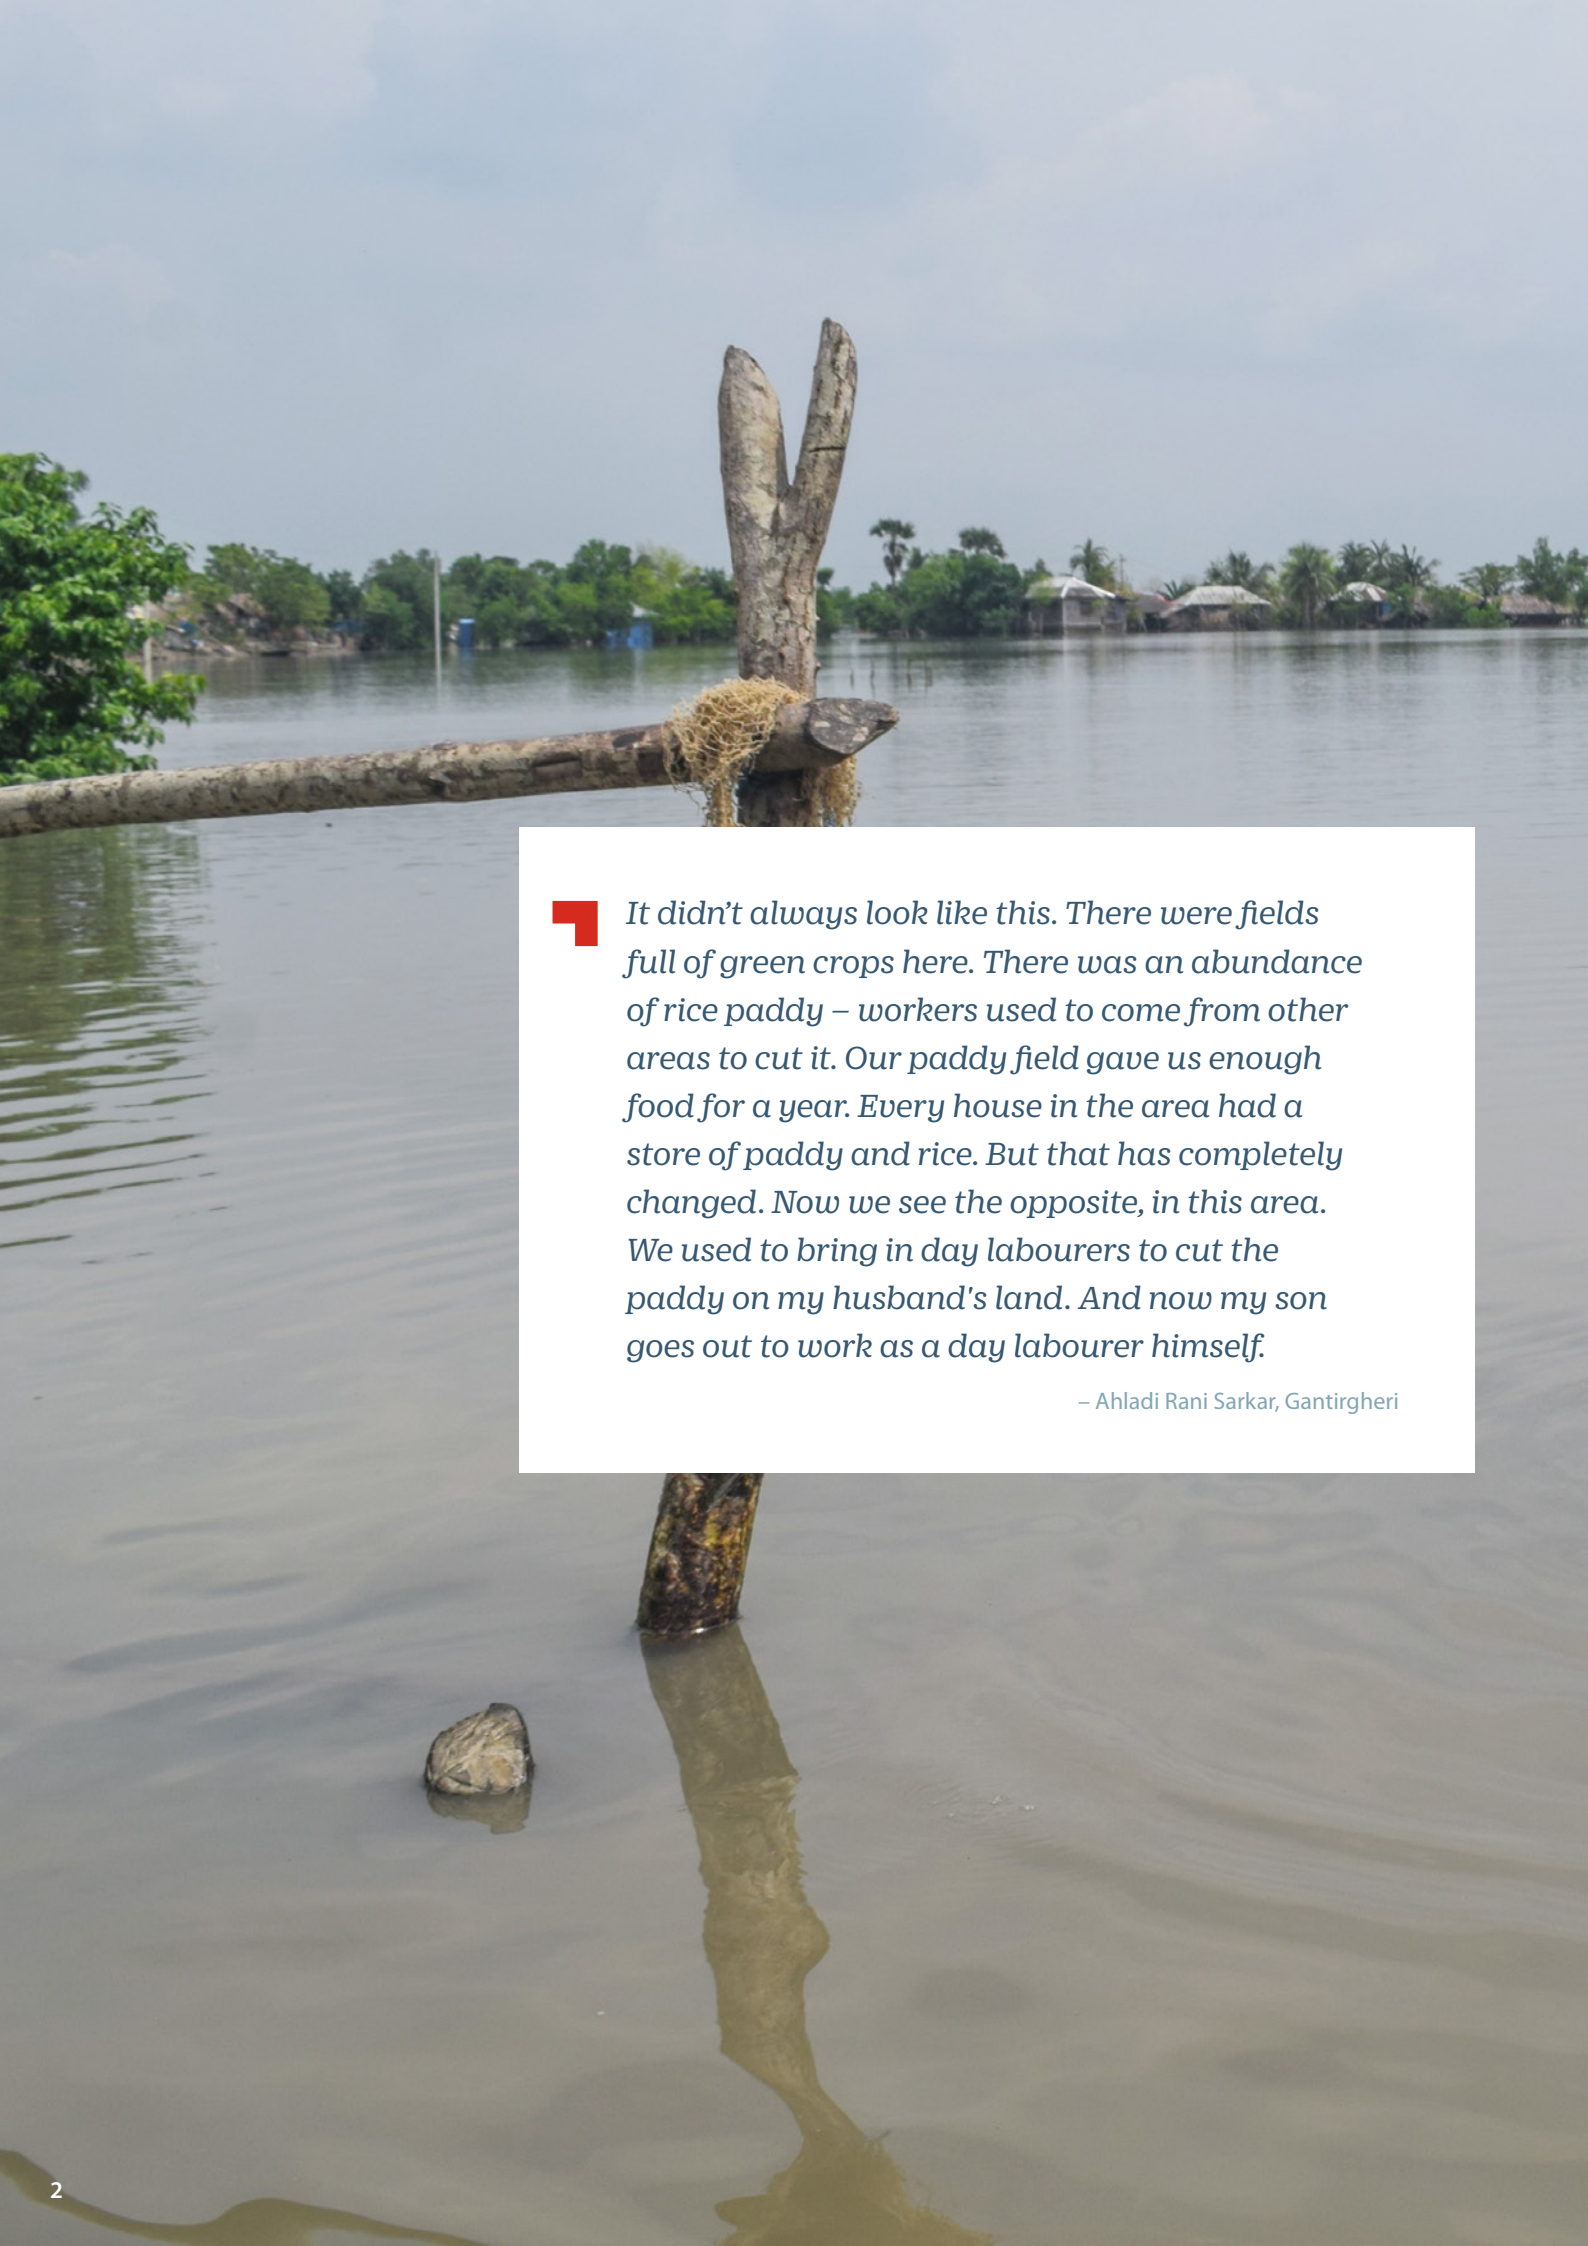 It didn’t always look like this. There were fields
full of green crops here. There was an abundance
of rice paddy – workers used to come from other
areas to cut it. Our paddy field gave us enough
food for a year. Every house in the area had a
store of paddy and rice. But that has completely
changed. Now we see the opposite, in this area.
We used to bring in day labourers to cut the
paddy on my husband's land. And now my son
goes out to work as a day labourer himself.
– Ahladi Rani Sarkar, Gantirgheri
2